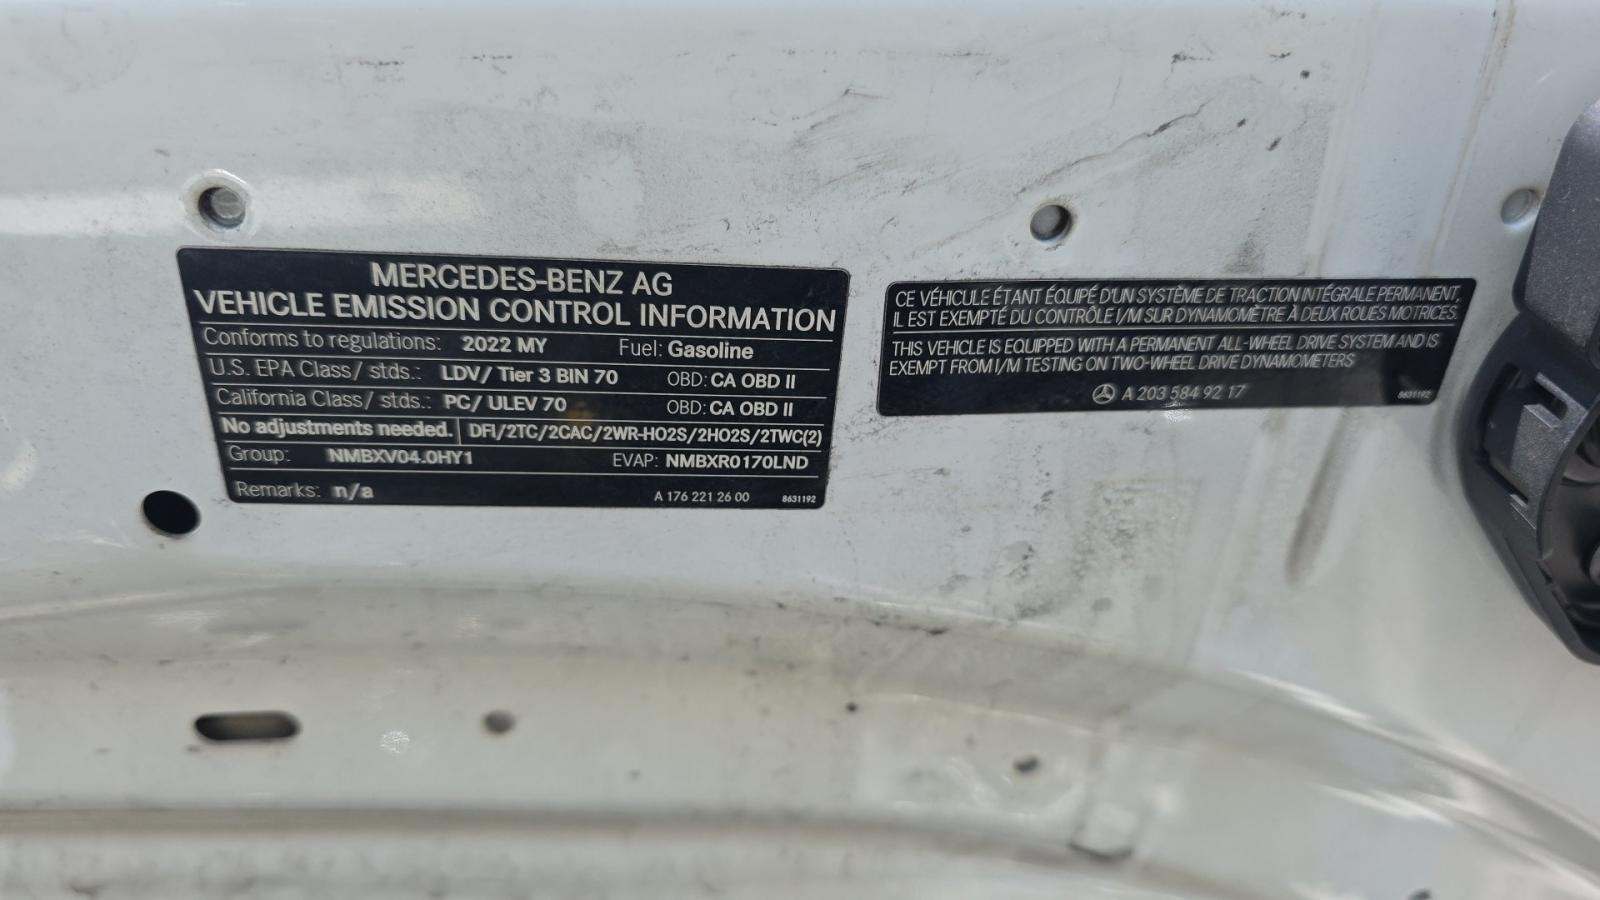 MERCEDES-BENZ AG
VEHICLE EMISSION CONTROL INFORMATION
Conforms to regulations: 2022 MY Fuel: Gasoline
U.S. EPA Class/ stds.: LDV/ Tier 3 BIN 70 OBD: CA OBD II
California Class/ stds.: PC/ ULEV 70 OBD: CA OBD II
No adjustments needed. DFI/2TC/2CAC/2WR-HO2S/2HO2S/2TWC(2)
Group: NMBXV04.0HY1 EVAP: NMBXR0170LND
Remarks: n/a A 176 221 26 00 8631192
CE VÉHICULE ÉTANT ÉQUIPÉ D'UN SYSTÈME DE TRACTION INTÉGRALE PERMANENT,
IL EST EXEMPTÉ DU CONTRÔLE I/M SUR DYNAMOMÈTRE À DEUX ROUES MOTRICES.
THIS VEHICLE IS EQUIPPED WITH A PERMANENT ALL-WHEEL DRIVE SYSTEM AND IS
EXEMPT FROM I/M TESTING ON TWO-WHEEL DRIVE DYNAMOMETERS
A 203 584 92 17 8631192